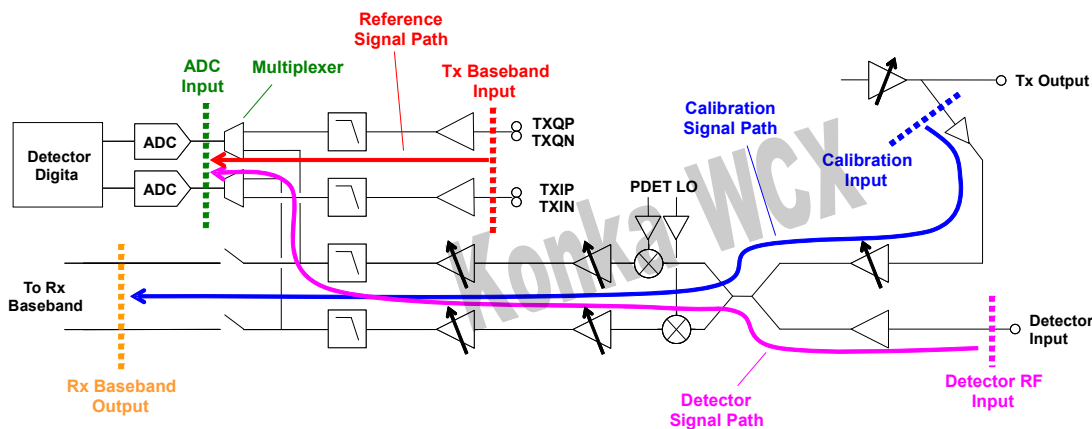 Reference
Signal Path
ADC
Input
Multiplexer
Tx Baseband
Input
Tx Output
TXQP
TXQN
Calibration
Signal Path
ADC
Detector
Digita
ADC
Calibration
Input
TXIP
TXIN
PDET LO
Konka WCX
To Rx
Baseband
Detector
Input
Rx Baseband
Output
Detector
Signal Path
Detector RF
Input